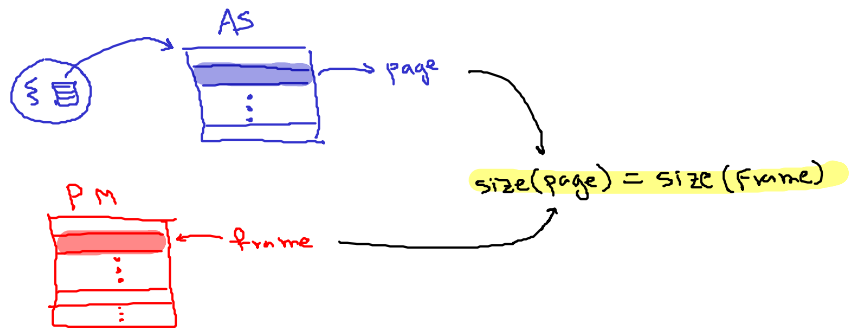 AS
page
size(page) = size(Frame)
PM
frame